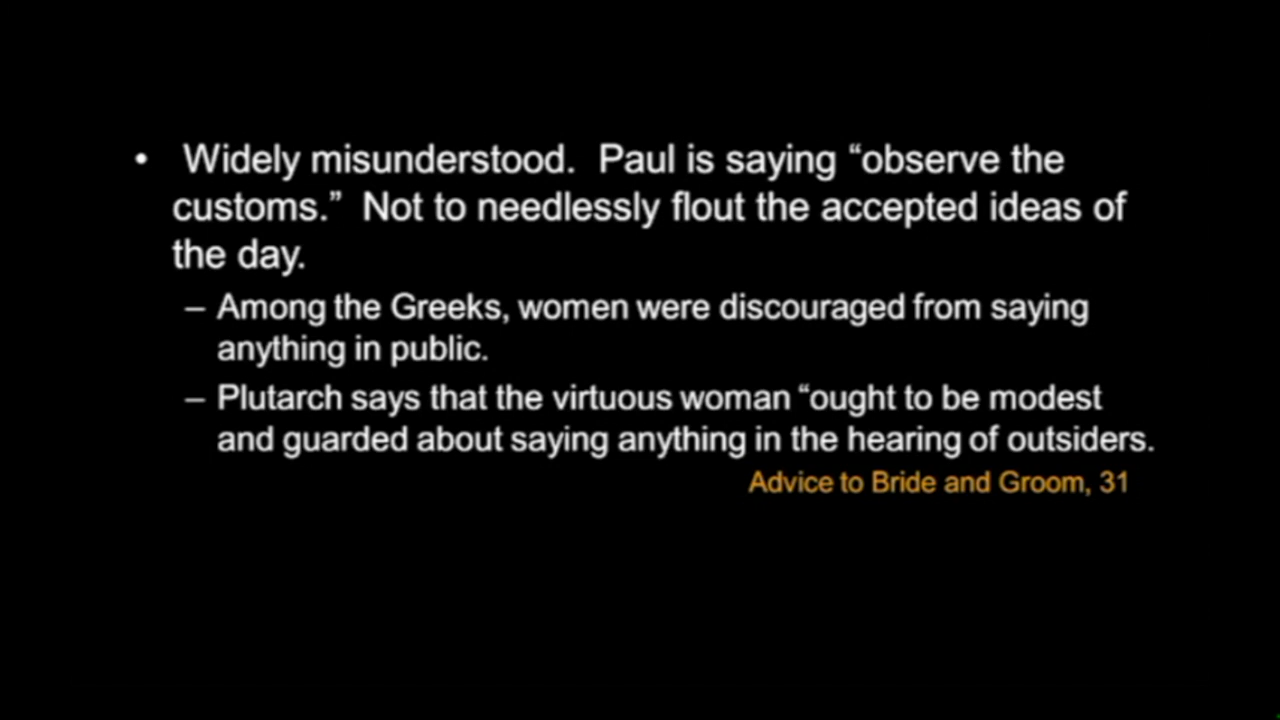 • Widely misunderstood.  Paul is saying “observe the
customs.”  Not to needlessly flout the accepted ideas of
the day.
– Among the Greeks, women were discouraged from saying
anything in public.
– Plutarch says that the virtuous woman “ought to be modest
and guarded about saying anything in the hearing of outsiders.
Advice to Bride and Groom, 31